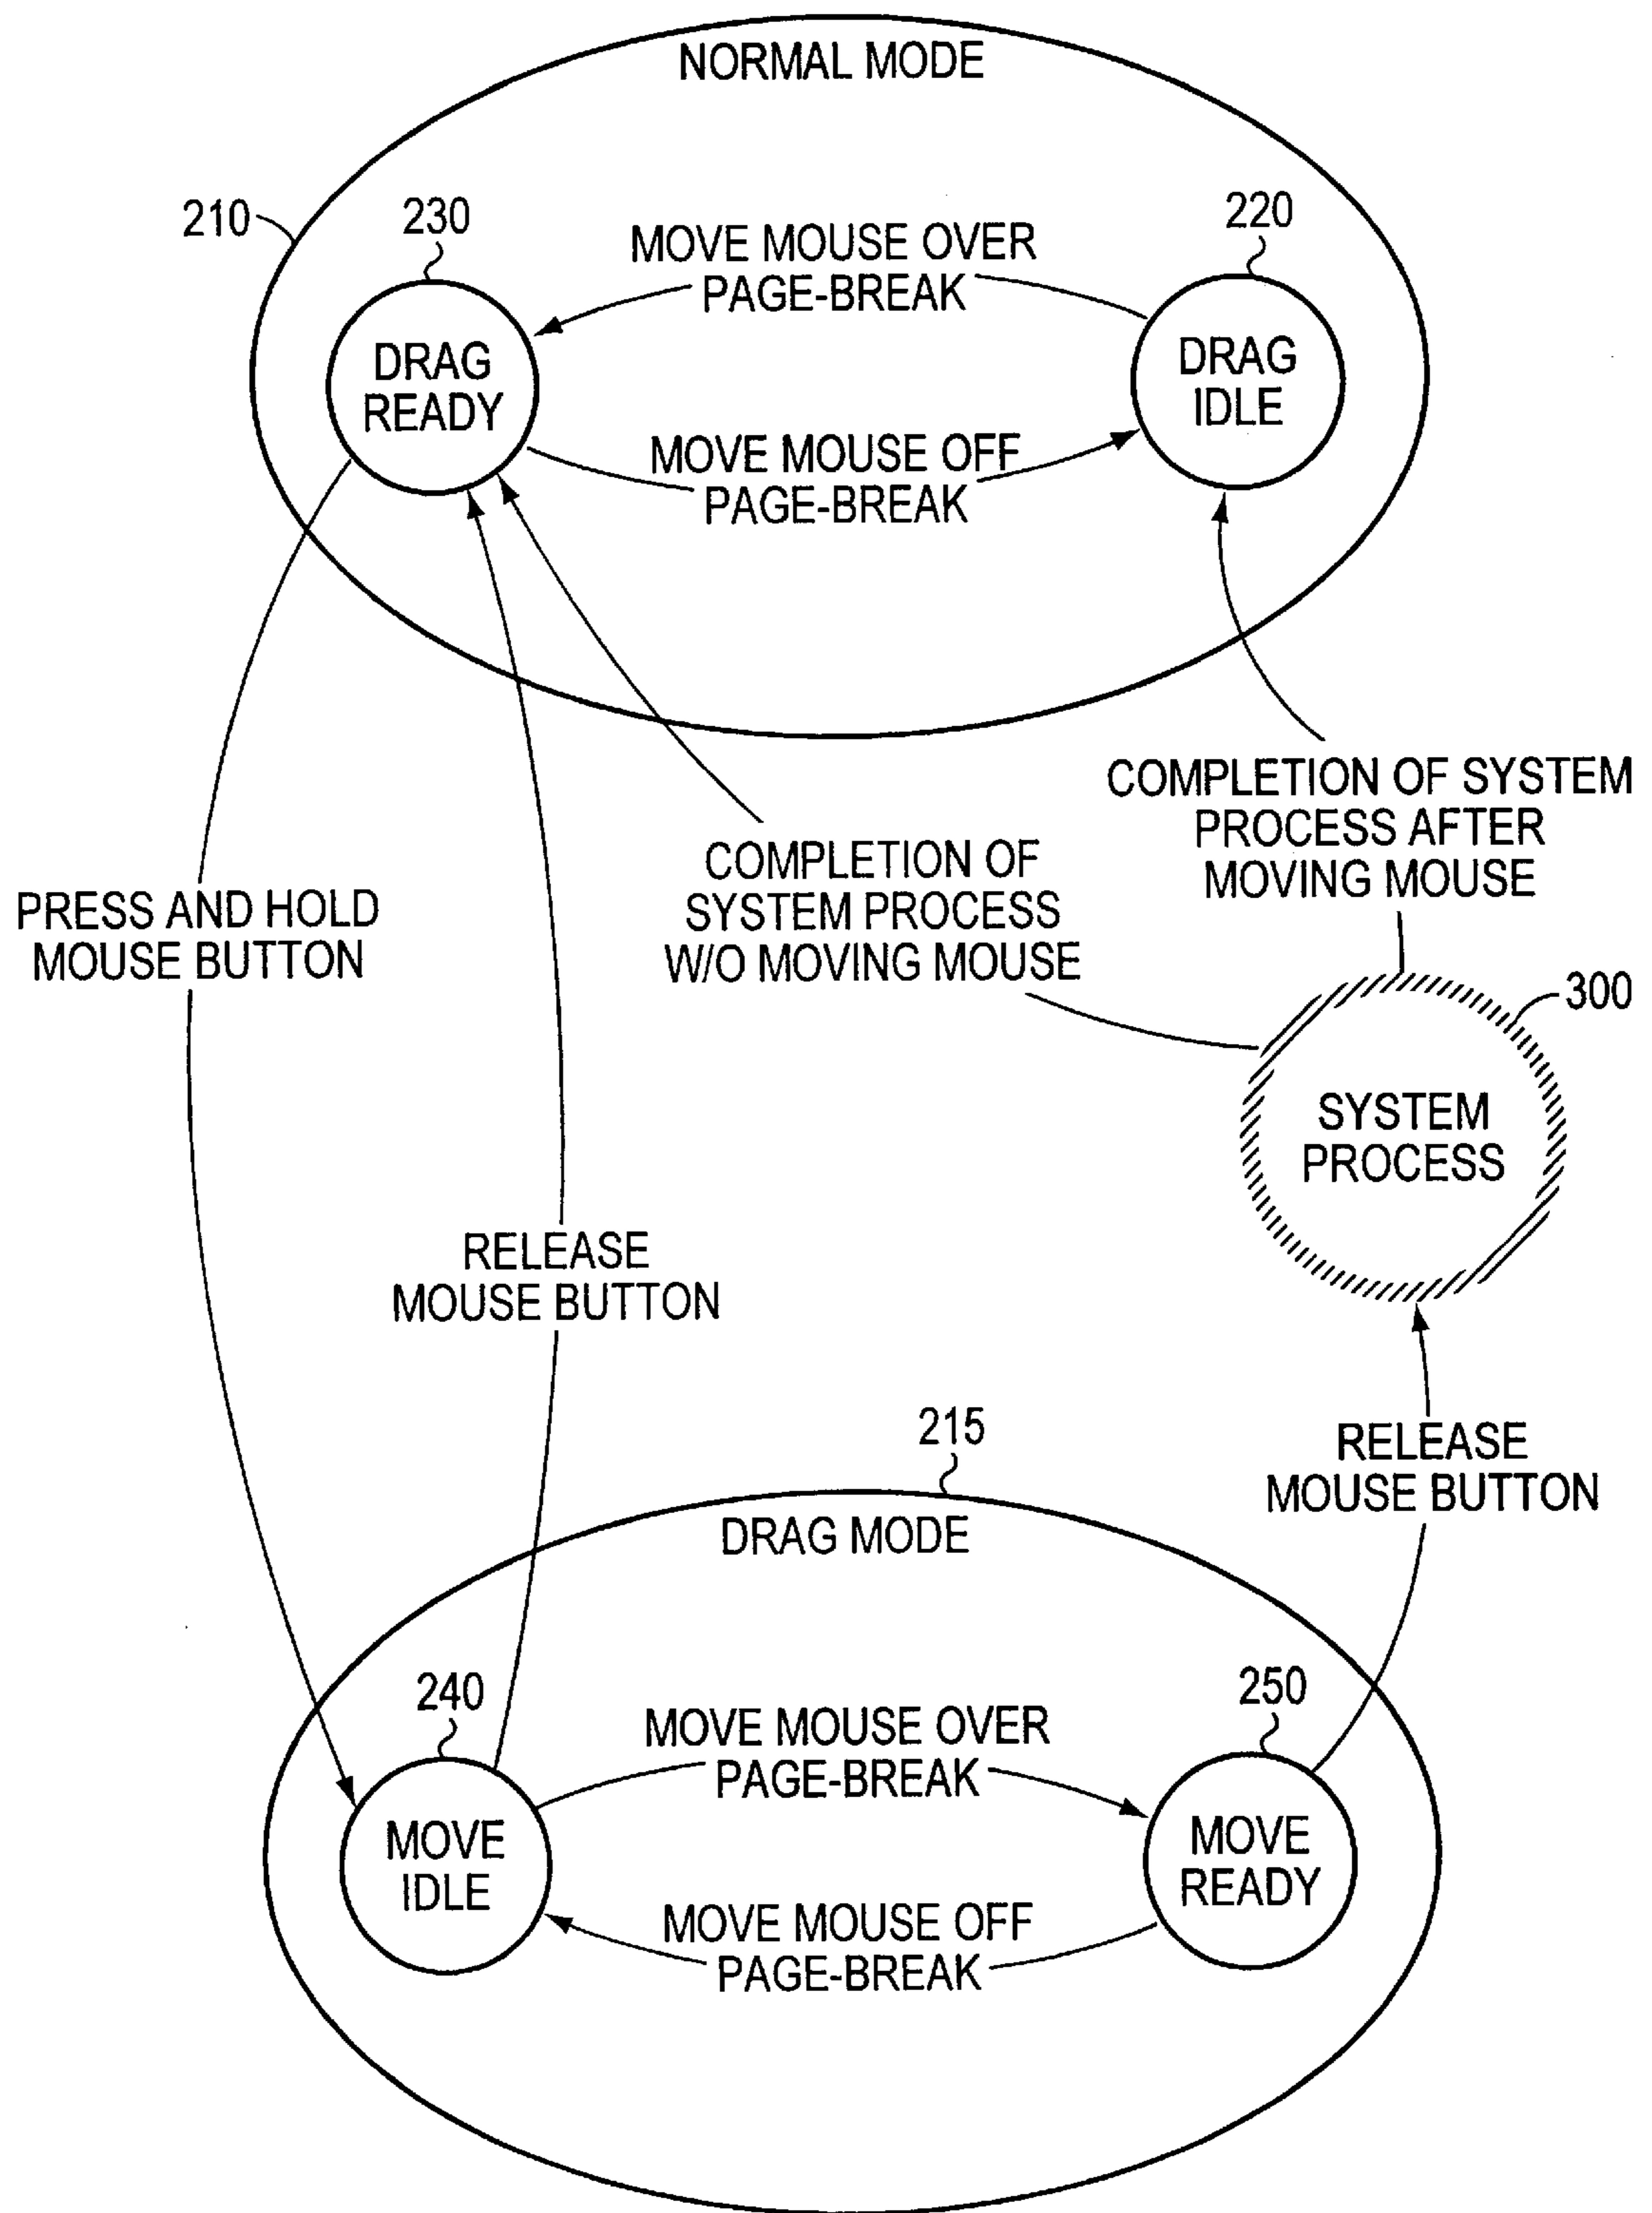 NORMAL MODE
210
230
220
MOVE MOUSE OVER
PAGE-BREAK
DRAG
READY
DRAG
IDLE
MOVE MOUSE OFF
PAGE-BREAK
COMPLETION OF SYSTEM
PROCESS AFTER
MOVING MOUSE
COMPLETION OF
SYSTEM PROCESS
W/O MOVING MOUSE
PRESS AND HOLD
MOUSE BUTTON
300
SYSTEM
PROCESS
RELEASE
MOUSE BUTTON
215
RELEASE
MOUSE BUTTON
DRAG MODE
240
250
MOVE MOUSE OVER
PAGE-BREAK
MOVE
IDLE
MOVE
READY
MOVE MOUSE OFF
PAGE-BREAK